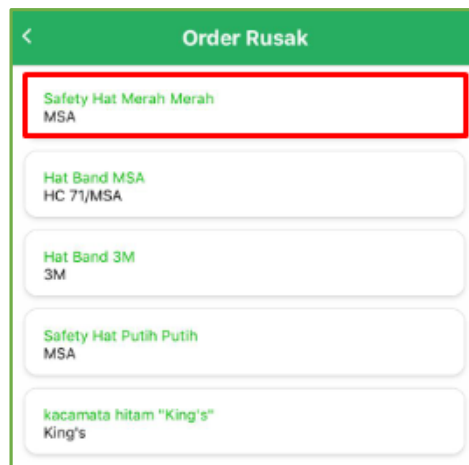 Order Rusak
Safety Hat Merah Merah
MSA
Hat Band MSA
HC 71/MSA
Hat Band 3M
3M
Safety Hat Putih Putih
MSA
kacamata hitam "King's"
King's